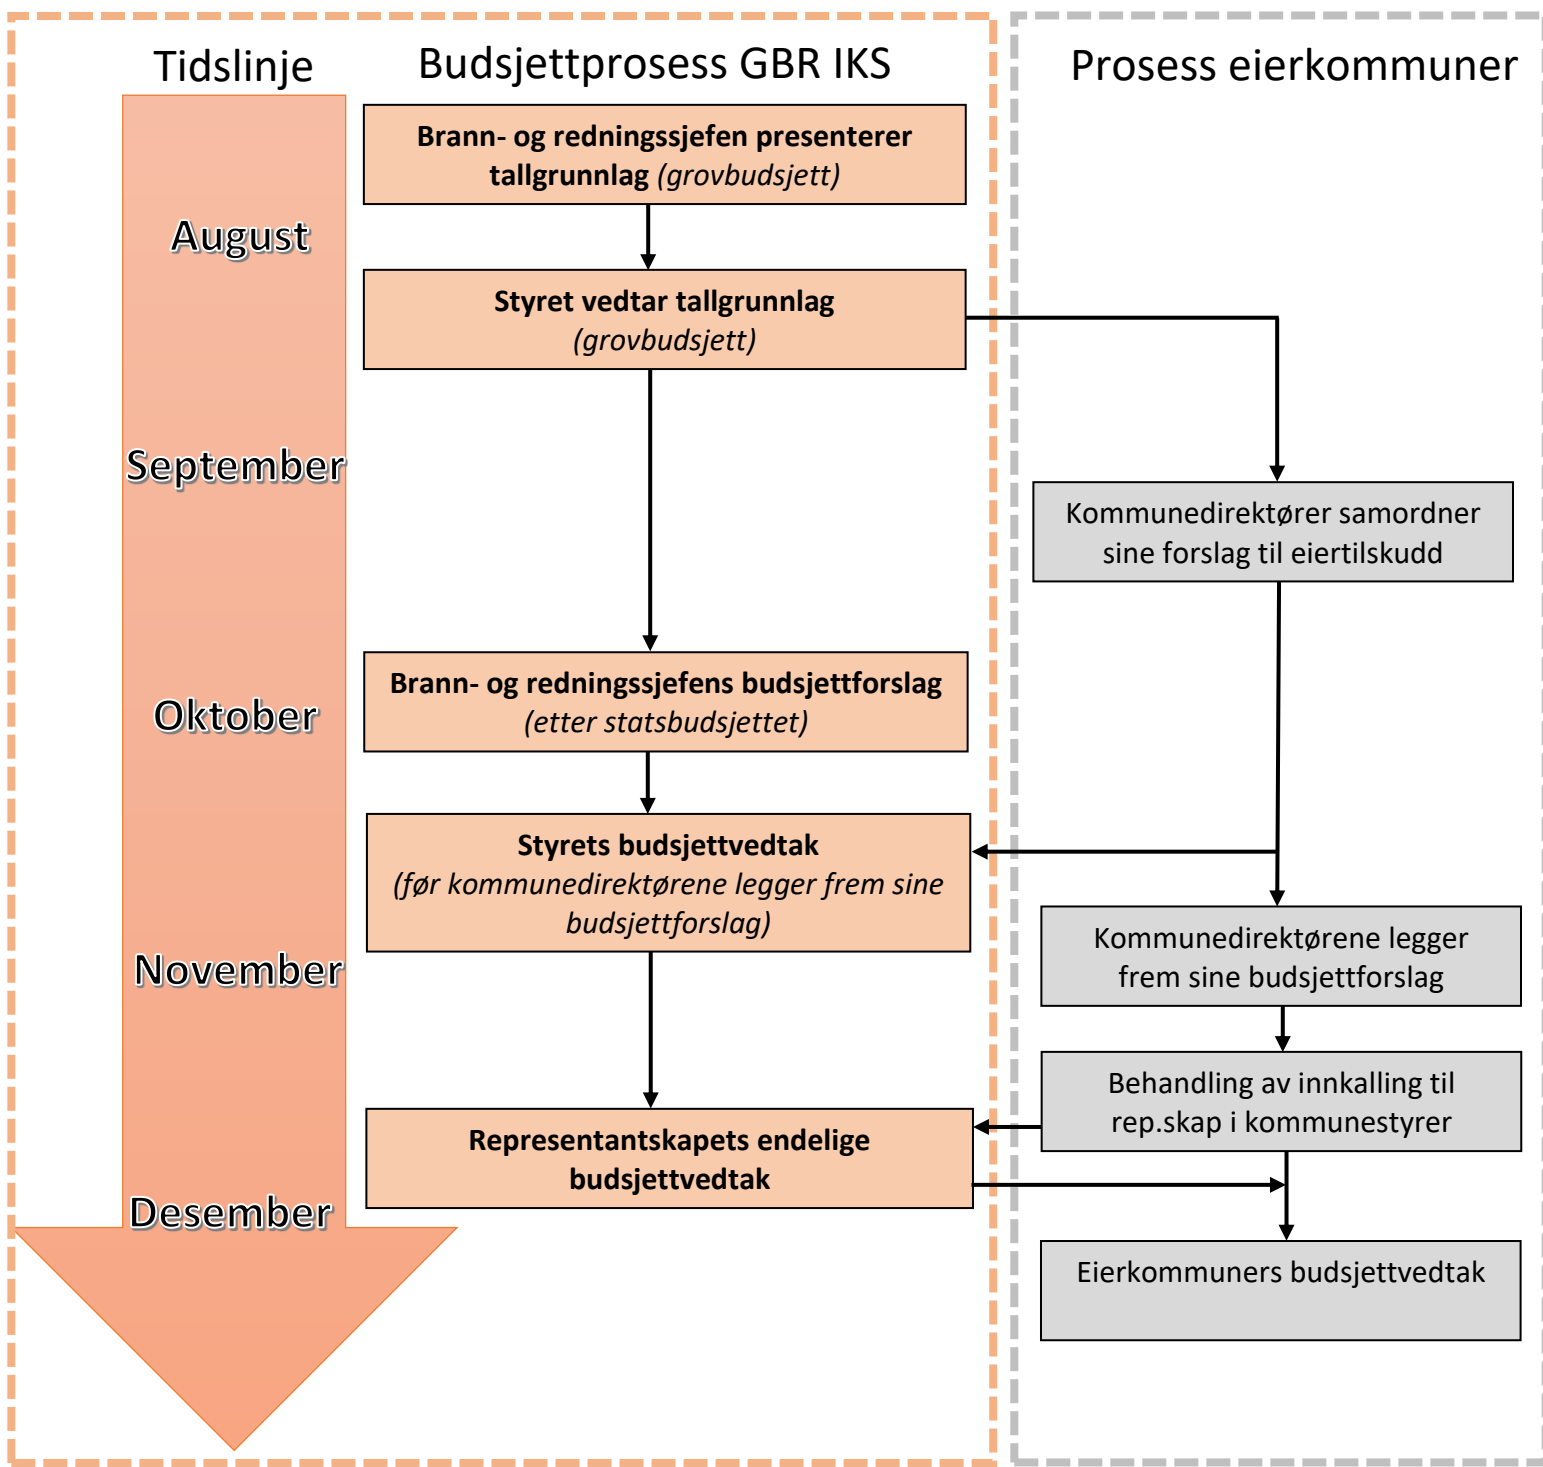 Tidslinje
Budsjettprosess GBR IKS
Prosess eierkommuner
Brann- og redningssjefen presenterer
tallgrunnlag (grovbudsjett)
August
Styret vedtar tallgrunnlag
(grovbudsjett)
September
Kommunedirektører samordner
sine forslag til eiertilskudd
Brann- og redningssjefens budsjettforslag
(etter statsbudsjettet)
Oktober
Styrets budsjettvedtak
(før kommunedirektørene legger frem sine
budsjettforslag)
Kommunedirektørene legger
frem sine budsjettforslag
November
Behandling av innkalling til
rep.skap i kommunestyrer
Representantskapets endelige
budsjettvedtak
Desember
Eierkommuners budsjettvedtak